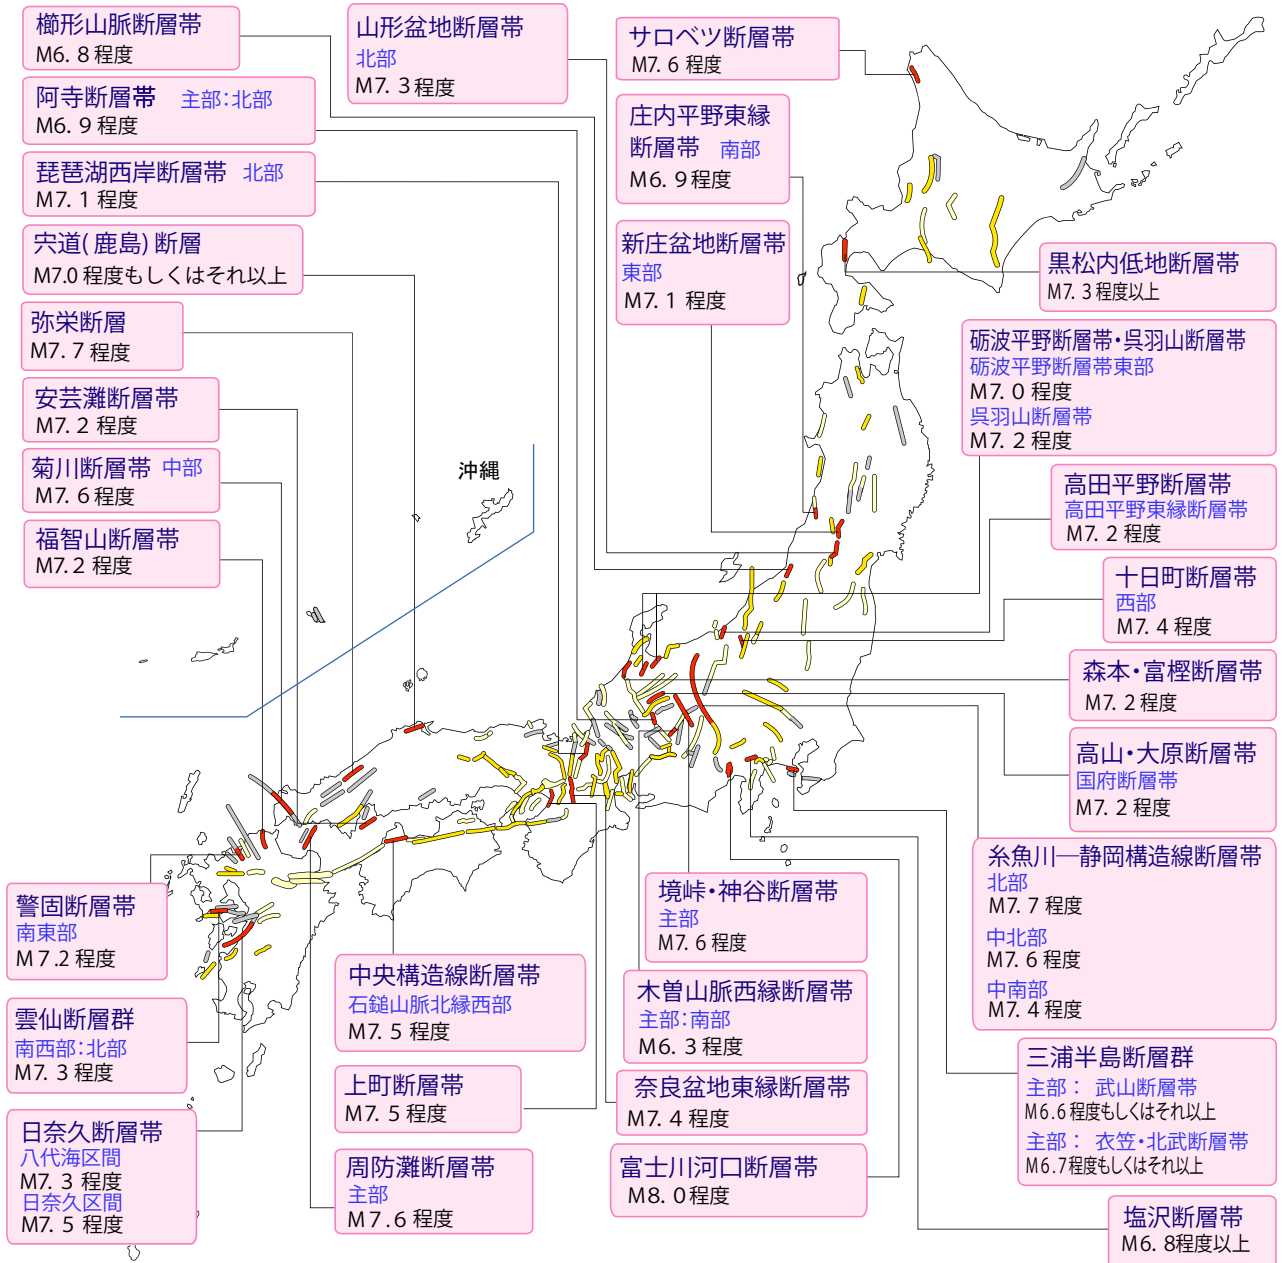 櫛形山脈断層帯
M6.8程度
阿寺断層帯 主部:北部
M6.9程度
琵琶湖西岸断層帯 北部
M7.1程度
宍道(鹿島)断層
M7.0程度もしくはそれ以上
弥栄断層
M7.7程度
安芸灘断層帯
M7.2程度
菊川断層帯 中部
M7.6程度
福智山断層帯
M7.2程度
山形盆地断層帯
北部
M7.3程度
サロベツ断層帯
M7.6程度
庄内平野東縁
断層帯 南部
M6.9程度
新庄盆地断層帯
東部
M7.1程度
黒松内低地断層帯
M7.3程度以上
砺波平野断層帯・呉羽山断層帯
砺波平野断層帯東部
M7.0程度
呉羽山断層帯
M7.2程度
高田平野断層帯
高田平野東縁断層帯
M7.2程度
十日町断層帯
西部
M7.4程度
森本・富樫断層帯
M7.2程度
高山・大原断層帯
国府断層帯
M7.2程度
糸魚川―静岡構造線断層帯
北部
M7.7程度
中北部
M7.6程度
中南部
M7.4程度
三浦半島断層群
主部: 武山断層帯
M6.6程度もしくはそれ以上
主部: 衣笠・北武断層帯
M6.7程度もしくはそれ以上
塩沢断層帯
M6.8程度以上
沖縄
警固断層帯
南東部
M7.2程度
雲仙断層群
南西部:北部
M7.3程度
日奈久断層帯
八代海区間
M7.3程度
日奈久区間
M7.5程度
中央構造線断層帯
石鎚山脈北縁西部
M7.5程度
上町断層帯
M7.5程度
周防灘断層帯
主部
M7.6程度
境峠・神谷断層帯
主部
M7.6程度
木曽山脈西縁断層帯
主部:南部
M6.3程度
奈良盆地東縁断層帯
M7.4程度
富士川河口断層帯
M8.0程度